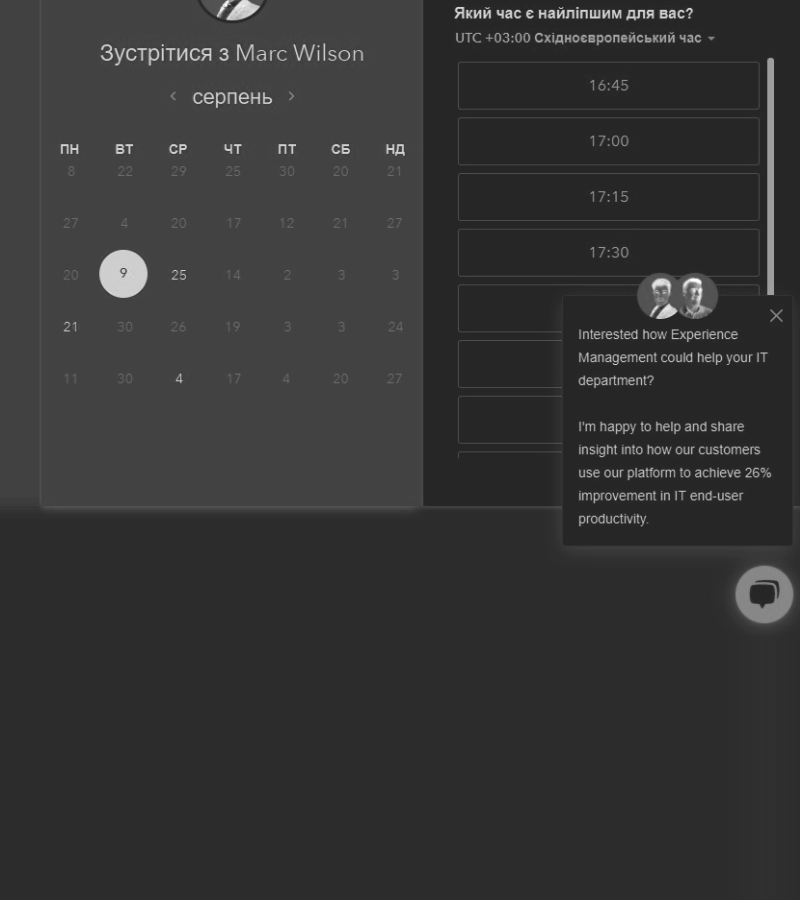 Зустрітися з Marc Wilson
серпень
ПН ВТ СР ЧТ ПТ СБ НД
8 22 29 25 30 20 21
27 4 20 17 12 21 27
20 9 25 14 2 3 3
21 30 26 19 3 3 24
11 30 4 17 4 20 27
Який час є найліпшим для вас?
UTC +03:00 Східноєвропейський час
16:45
17:00
17:15
17:30
Interested how Experience
Management could help your IT
department?
I'm happy to help and share
insight into how our customers
use our platform to achieve 26%
improvement in IT end-user
productivity.